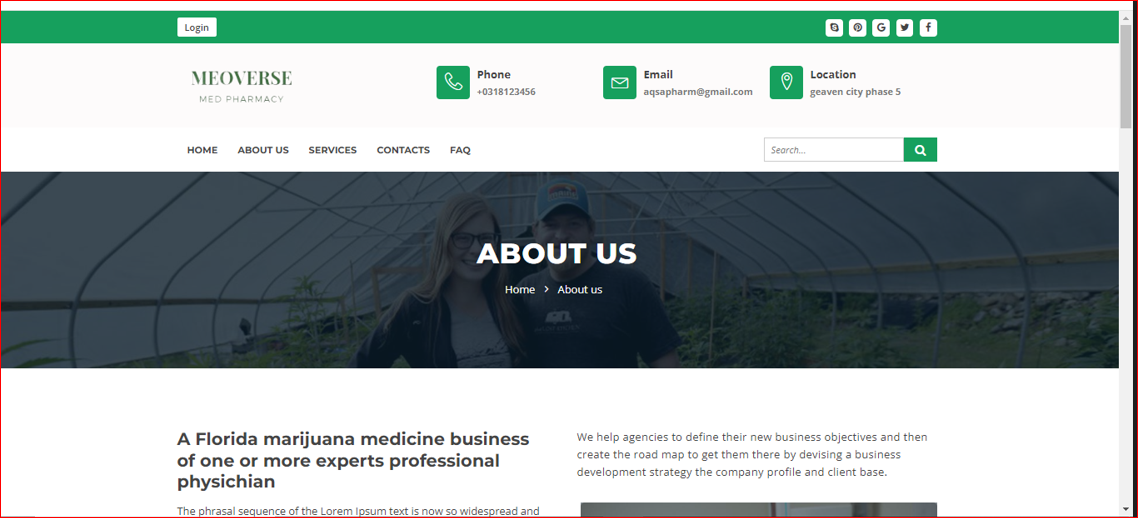 Login
MEOVERSE
MED PHARMACY
Phone
+0318123456
Email
aqsapharm@gmail.com
Location
geaven city phase 5
HOME
ABOUT US
SERVICES
CONTACTS
FAQ
Search...
ABOUT US
Home > About us
A Florida marijuana medicine business
of one or more experts professional
physichian
The phrasal sequence of the Lorem Ipsum text is now so widespread and
We help agencies to define their new business objectives and then
create the road map to get them there by devising a business
development strategy the company profile and client base.